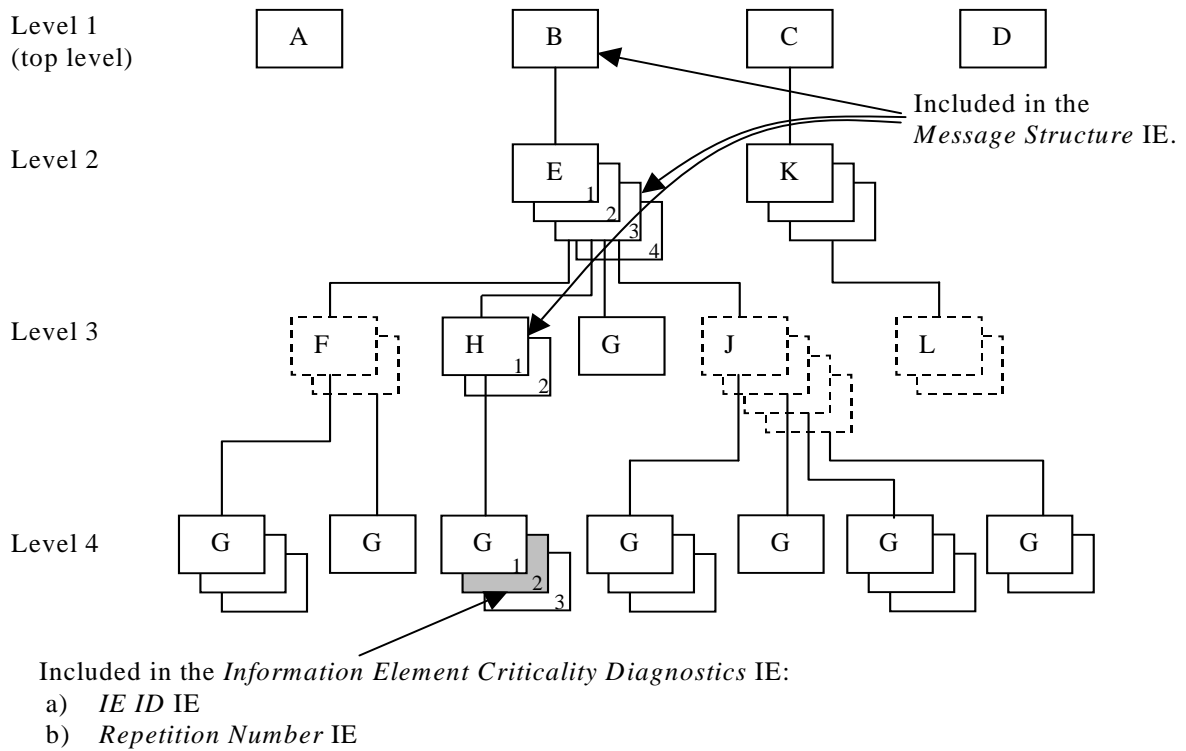 Level 1
(top level)
A
B
C
D
Included in the
Message Structure IE.
Level 2
E
1
2
3
4
K
Level 3
F
H
1
2
G
J
L
Level 4
G
G
G
1
2
3
G
G
G
G
Included in the Information Element Criticality Diagnostics IE:
a) IE ID IE
b) Repetition Number IE